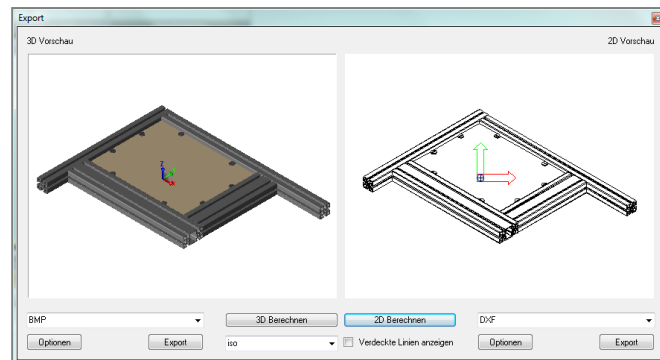 Export
3D Vorschau
2D Vorschau
Z
BMP
3D Berechnen
2D Berechnen
DXF
Optionen
Export
iso
Verdeckte Linien anzeigen
Optionen
Export